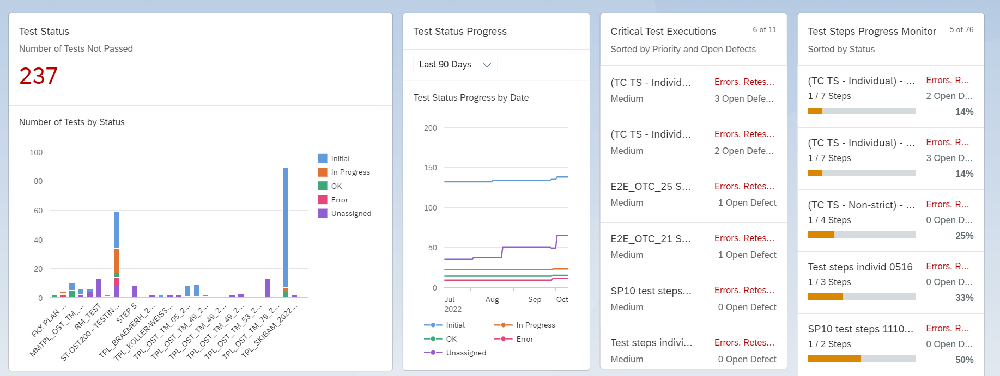 Test Status
Number of Tests Not Passed
237
Number of Tests by Status
100
80
60
40
20
0
FKX PLAN ...
MMTPL_OST_TM_...
RM_TEST
ST-OST200 - TESTIN...
STEP 5
TPL_BRAEMERH_2...
TPL_KOLLER-WEISS...
TPL_OST_TM_05_2...
TPL_OST_TM_49_2...
TPL_OST_TM_49_2...
TPL_OST_TM_49_2...
TPL_OST_TM_53_2...
TPL_OST_TM_79_2...
TPL_SKIBAM_2022...
Initial
In Progress
OK
Error
Unassigned
Test Status Progress
Last 90 Days
Test Status Progress by Date
200
150
100
50
0
Jul Aug Sep Oct
2022
Initial In Progress
OK Error
Unassigned
Critical Test Executions 6 of 11
Sorted by Priority and Open Defects
(TC TS - Individ... Errors. Retes...
Medium 3 Open Defe...
(TC TS - Individ... Errors. Retes...
Medium 2 Open Defe...
E2E_OTC_25 S... Errors. Retes...
Medium 1 Open Defect
E2E_OTC_21 S... Errors. Retes...
Medium 1 Open Defect
SP10 test steps... Errors. Retes...
Medium 0 Open Defect
Test steps indivi... Errors. Retes...
Medium 0 Open Defect
Test Steps Progress Monitor 5 of 76
Sorted by Status
(TC TS - Individual) - ... Errors. R...
1 / 7 Steps 2 Open D...
14%
(TC TS - Individual) - ... Errors. R...
1 / 7 Steps 3 Open D...
14%
(TC TS - Non-strict) - ... Errors. R...
1 / 4 Steps 0 Open D...
25%
Test steps individ 0516 Errors. R...
1 / 3 Steps 0 Open D...
33%
SP10 test steps 1110... Errors. R...
1 / 2 Steps 0 Open D...
50%